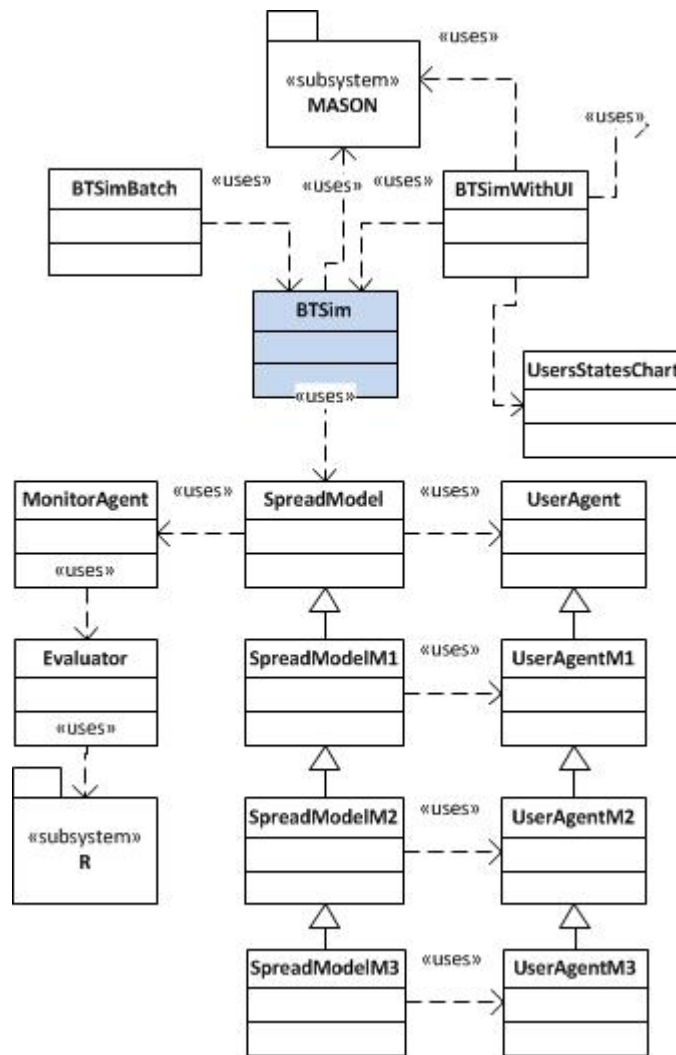 «uses»
«subsystem»
MASON
«uses»
BTSimBatch
«uses»
«uses»
«uses»
BTSimWithUI
BTSim
«uses»
UsersStatesChart
MonitorAgent
«uses»
SpreadModel
«uses»
UserAgent
«uses»
Evaluator
SpreadModelM1
«uses»
UserAgentM1
«uses»
«subsystem»
R
SpreadModelM2
«uses»
UserAgentM2
SpreadModelM3
«uses»
UserAgentM3